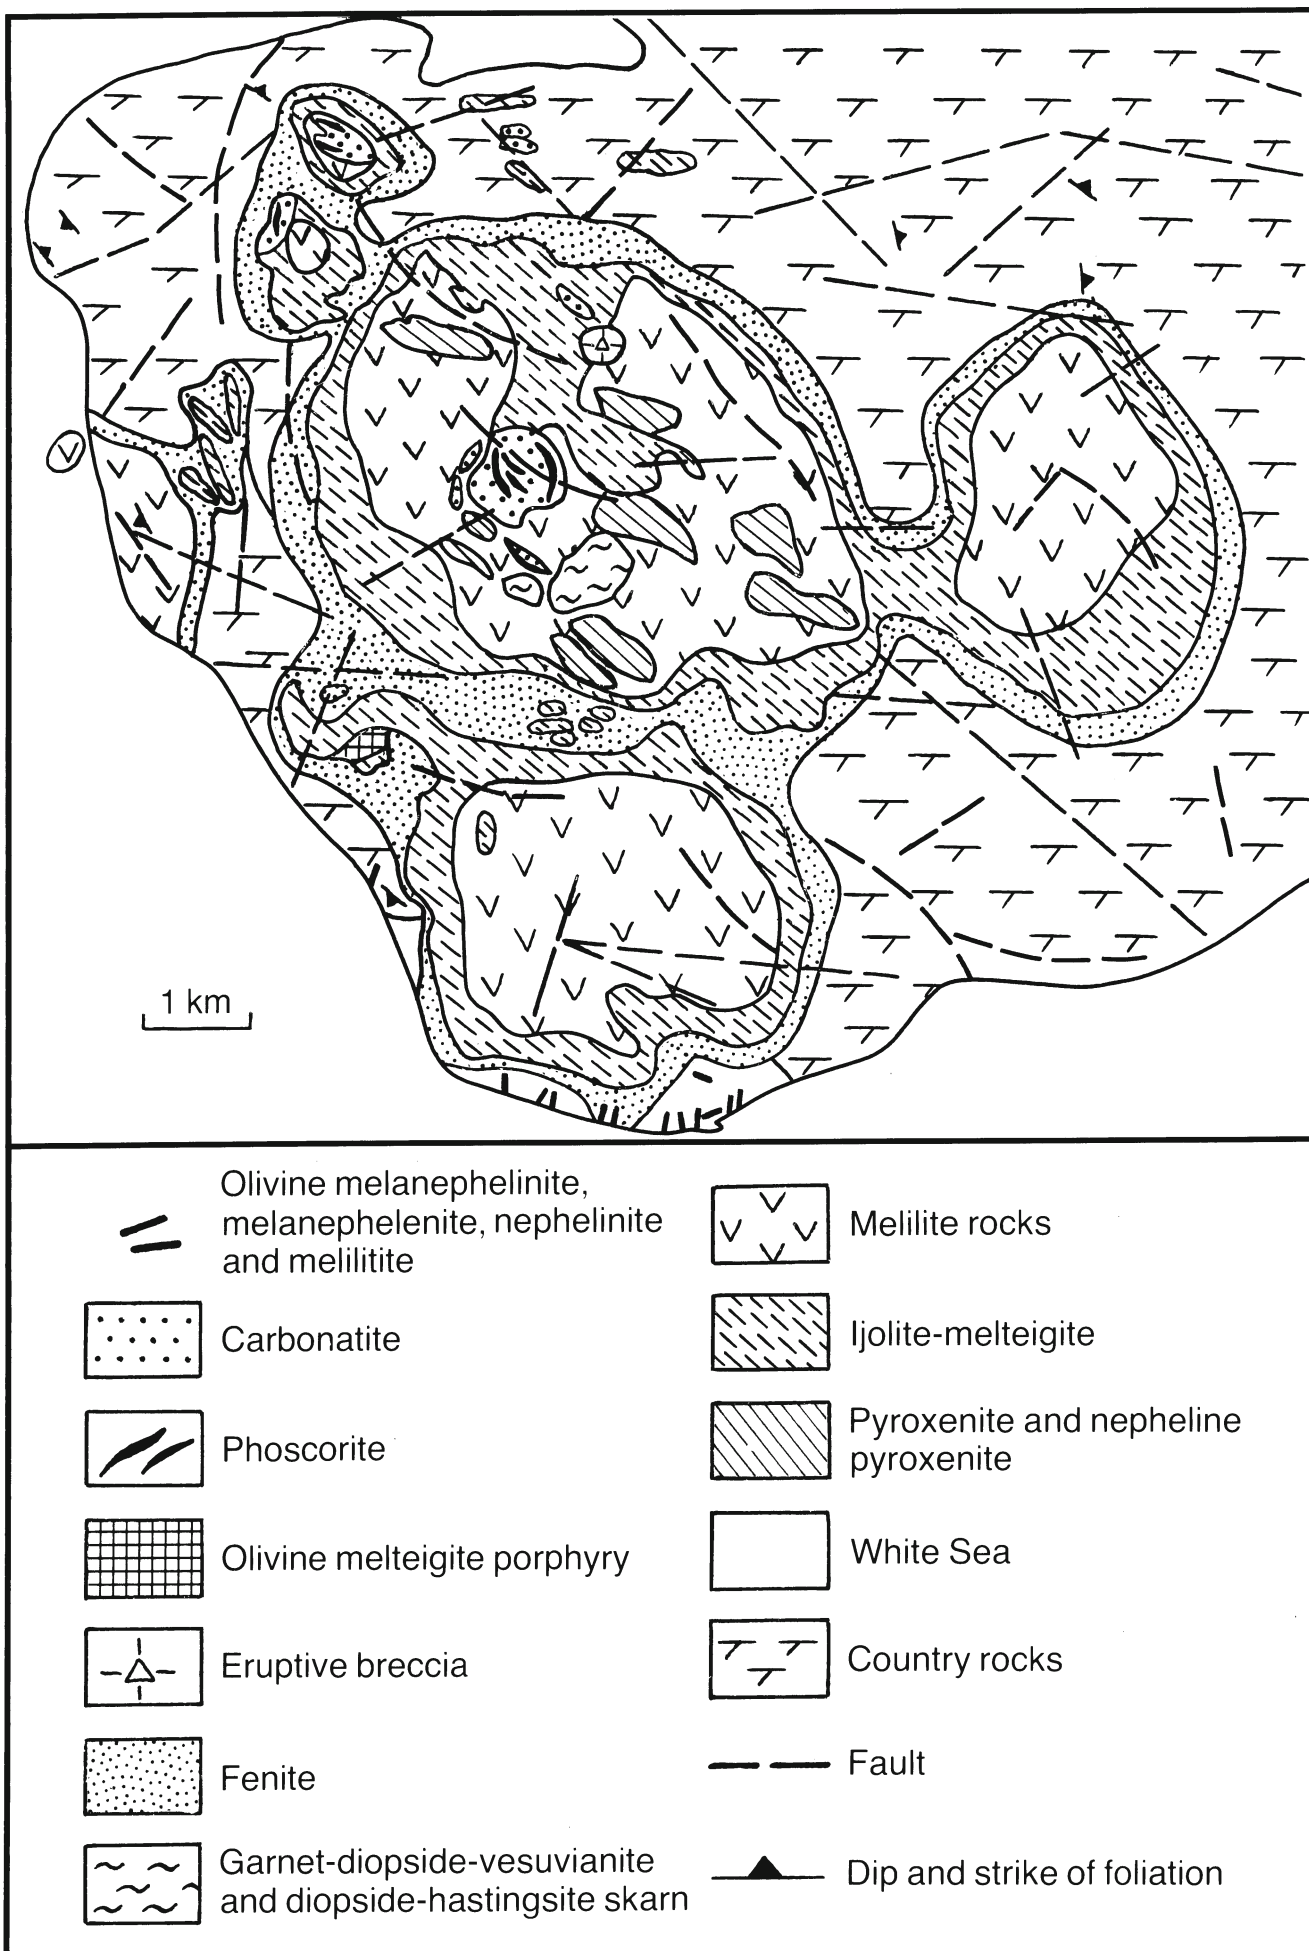 1 km
Olivine melanephelinite,
melanephelenite, nephelinite
and melilitite
Carbonatite
Phoscorite
Olivine melteigite porphyry
Eruptive breccia
Fenite
Garnet-diopside-vesuvianite
and diopside-hastingsite skarn
Melilite rocks
Ijolite-melteigite
Pyroxenite and nepheline
pyroxenite
White Sea
Country rocks
Fault
Dip and strike of foliation